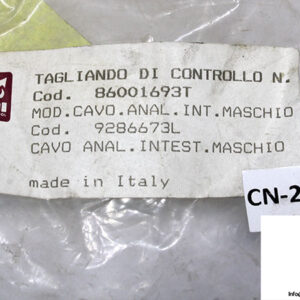 TAGLIANDO DI CONTROLLO N.
Cod. 86001693T
MOD.CAVO.ANAL.INT.MASCHIO
Cod. 9286673L
CAVO ANAL.INTEST.MASCHIO
made in Italy
CN-2